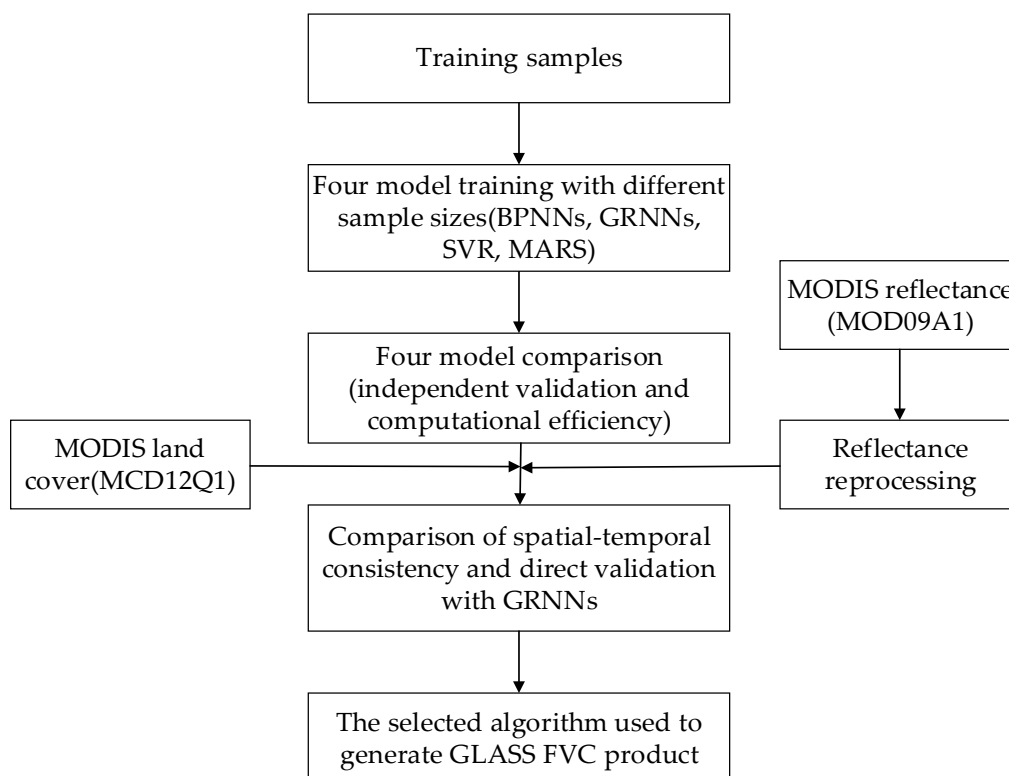 Training samples
Four model training with different
sample sizes(BPNNs, GRNNs,
SVR, MARS)
MODIS reflectance
(MOD09A1)
Four model comparison
(independent validation and
computational efficiency)
MODIS land
cover(MCD12Q1)
Reflectance
reprocessing
Comparison of spatial-temporal
consistency and direct validation
with GRNNs
The selected algorithm used to
generate GLASS FVC product